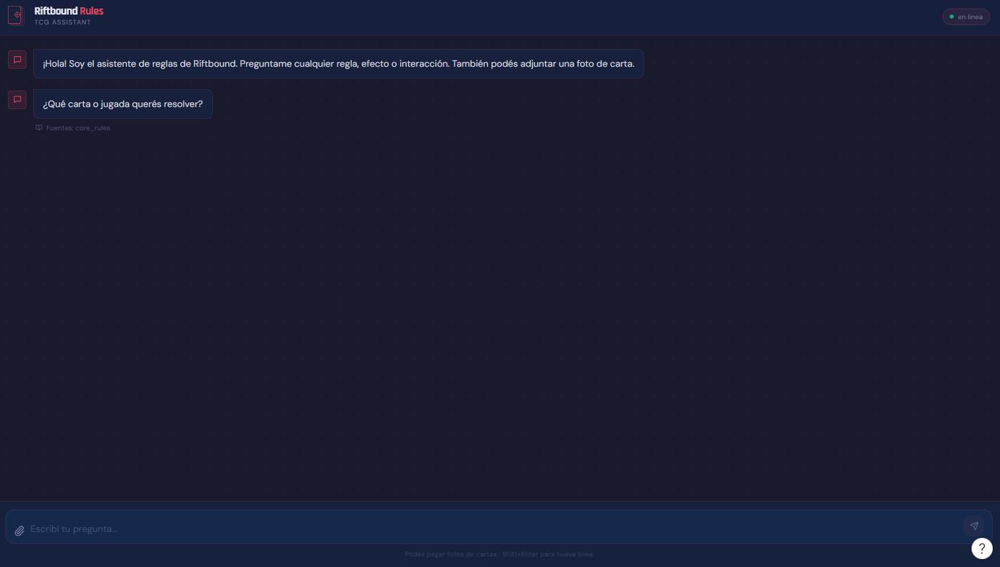 Riftbound Rules
TCG ASSISTANT
en línea
¡Hola! Soy el asistente de reglas de Riftbound. Preguntame cualquier regla, efecto o interacción. También podés adjuntar una foto de carta.
¿Qué carta o jugada querés resolver?
Fuentes: core_rules
Escribí tu pregunta...
Podés pegar fotos de cartas · Shift+Enter para nueva línea
?